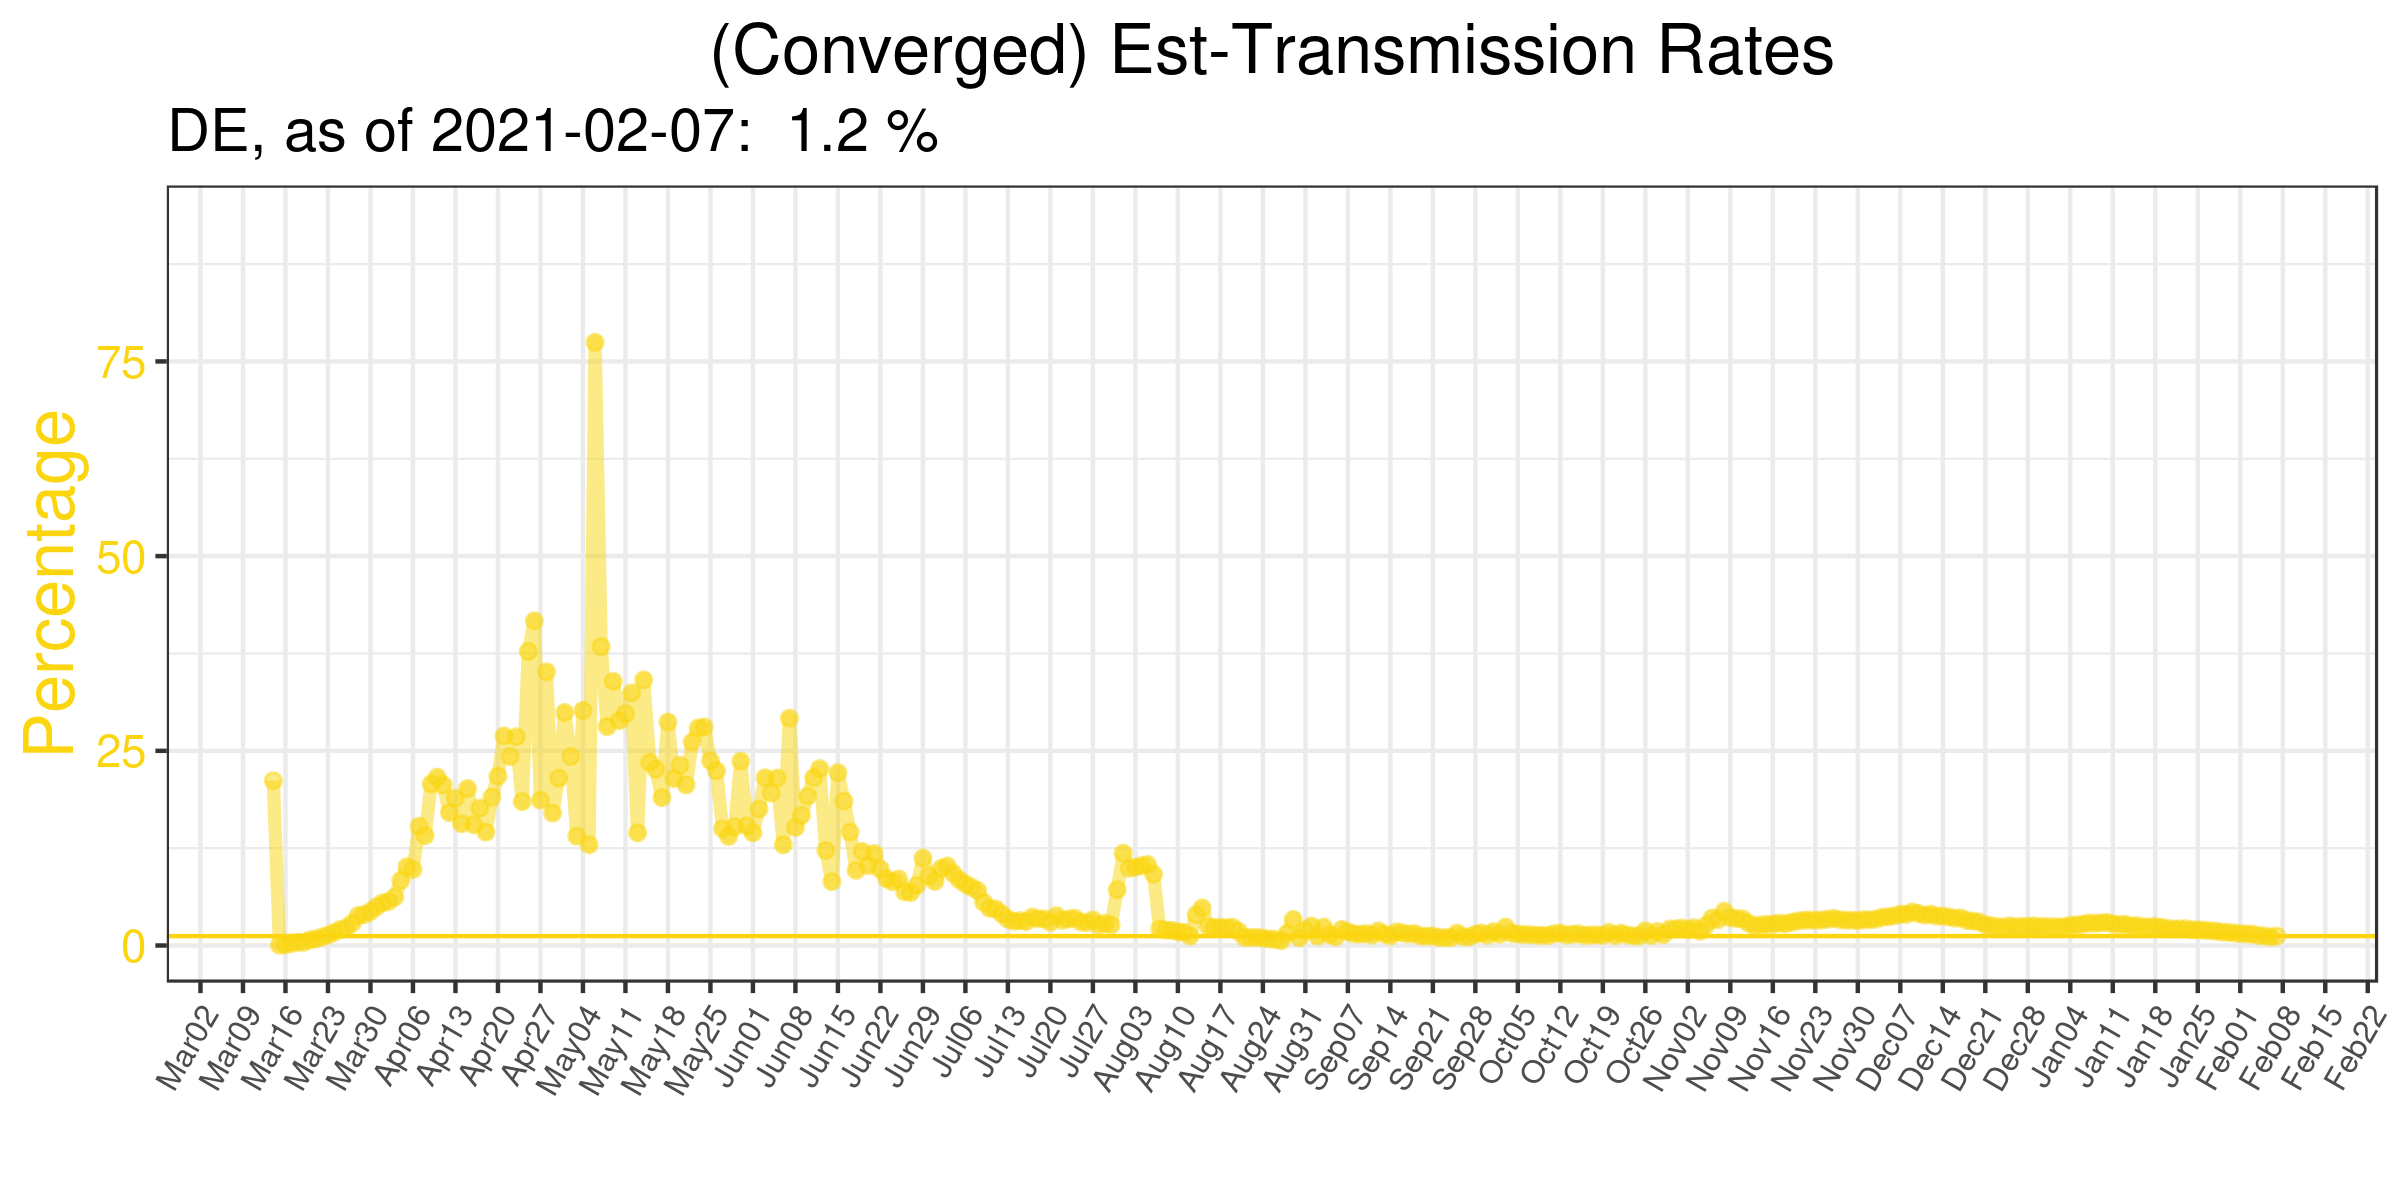 (Converged) Est-Transmission Rates
DE, as of 2021-02-07:  1.2 %
Percentage
75
50
25
0
Mar02
Mar09
Mar16
Mar23
Mar30
Apr06
Apr13
Apr20
Apr27
May04
May11
May18
May25
Jun01
Jun08
Jun15
Jun22
Jun29
Jul06
Jul13
Jul20
Jul27
Aug03
Aug10
Aug17
Aug24
Aug31
Sep07
Sep14
Sep21
Sep28
Oct05
Oct12
Oct19
Oct26
Nov02
Nov09
Nov16
Nov23
Nov30
Dec07
Dec14
Dec21
Dec28
Jan04
Jan11
Jan18
Jan25
Feb01
Feb08
Feb15
Feb22